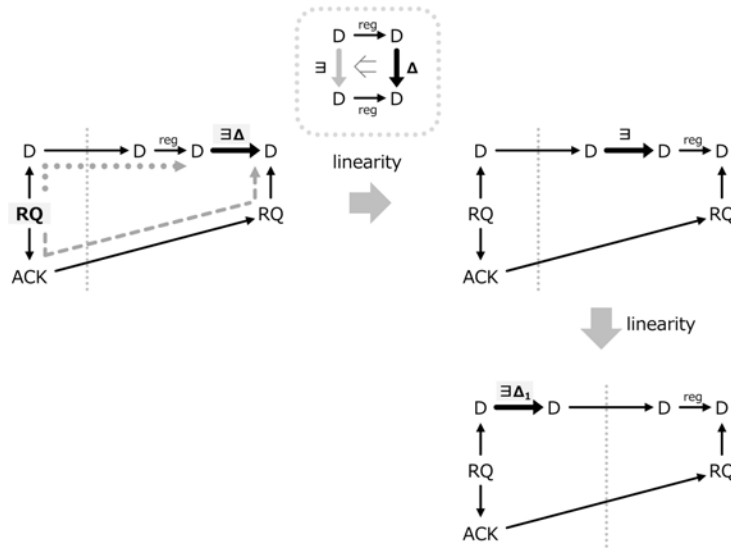 D reg D
∃ Δ
D reg D
linearity
D D reg D ∃Δ D
RQ RQ
ACK
D D ∃ D reg D
RQ RQ
ACK
linearity
D ∃Δ₁ D D reg D
RQ RQ
ACK